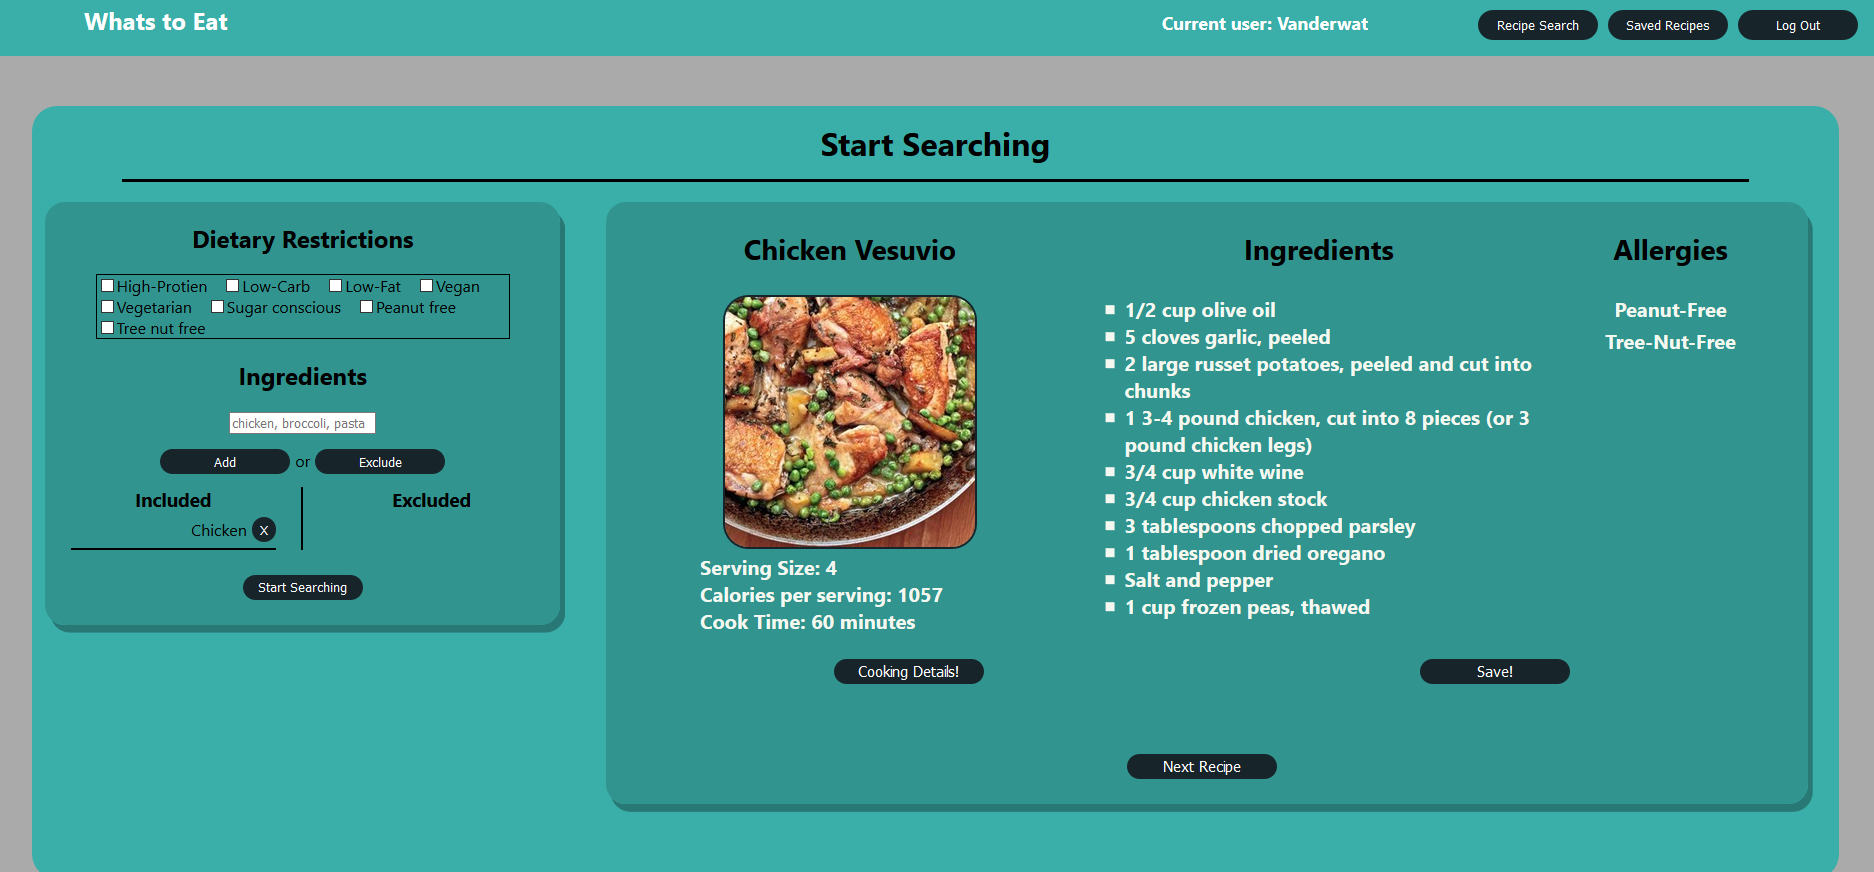 Whats to Eat
Current user: Vanderwat
Recipe Search
Saved Recipes
Log Out
Start Searching
Dietary Restrictions
High-Protien Low-Carb Low-Fat Vegan
Vegetarian Sugar conscious Peanut free
Tree nut free
Ingredients
chicken, broccoli, pasta
Add or Exclude
Included
Excluded
Chicken X
Start Searching
Chicken Vesuvio
Serving Size: 4
Calories per serving: 1057
Cook Time: 60 minutes
Cooking Details!
Ingredients
1/2 cup olive oil
5 cloves garlic, peeled
2 large russet potatoes, peeled and cut into
chunks
1 3-4 pound chicken, cut into 8 pieces (or 3
pound chicken legs)
3/4 cup white wine
3/4 cup chicken stock
3 tablespoons chopped parsley
1 tablespoon dried oregano
Salt and pepper
1 cup frozen peas, thawed
Allergies
Peanut-Free
Tree-Nut-Free
Save!
Next Recipe